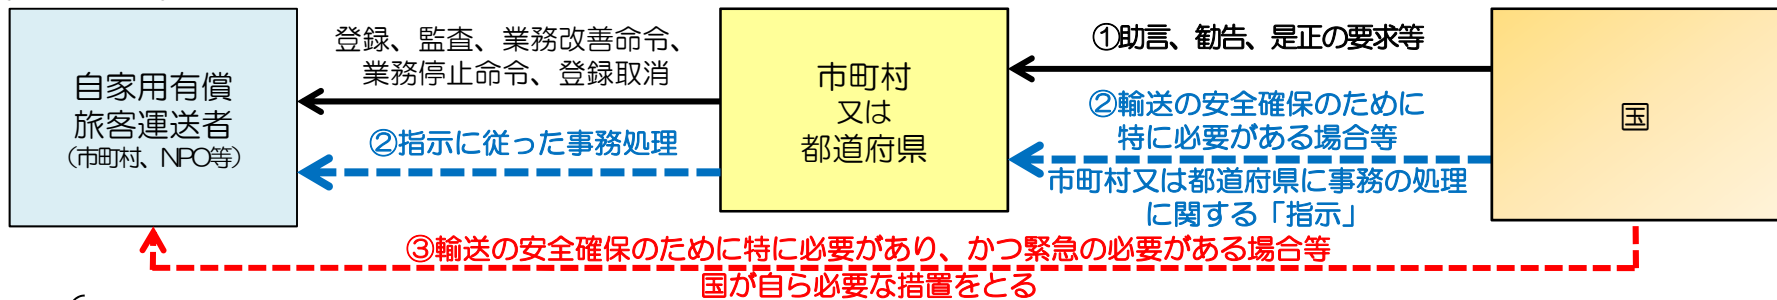 自家用有償
旅客運送者
（市町村、NPO等）
登録、監査、業務改善命令、
業務停止命令、登録取消
②指示に従った事務処理
市町村
又は
都道府県
①助言、勧告、是正の要求等
②輸送の安全確保のために
特に必要がある場合等
市町村又は都道府県に事務の処理
に関する「指示」
国
③輸送の安全確保のために特に必要があり、かつ緊急の必要がある場合等
国が自ら必要な措置をとる